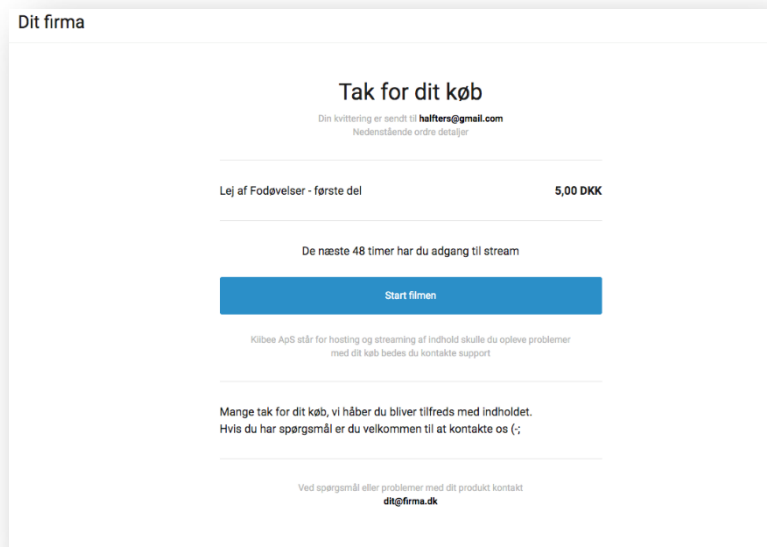 Dit firma
Tak for dit køb
Din kvittering er sendt til halfters@gmail.com
Nedenstående ordre detaljer
Lej af Fodøvelser - første del 5,00 DKK
De næste 48 timer har du adgang til stream
Start filmen
Kilbee ApS står for hosting og streaming af indhold skulle du opleve problemer
med dit køb bedes du kontakte support
Mange tak for dit køb, vi håber du bliver tilfreds med indholdet.
Hvis du har spørgsmål er du velkommen til at kontakte os (-;
Ved spørgsmål eller problemer med dit produkt kontakt
dit@firma.dk